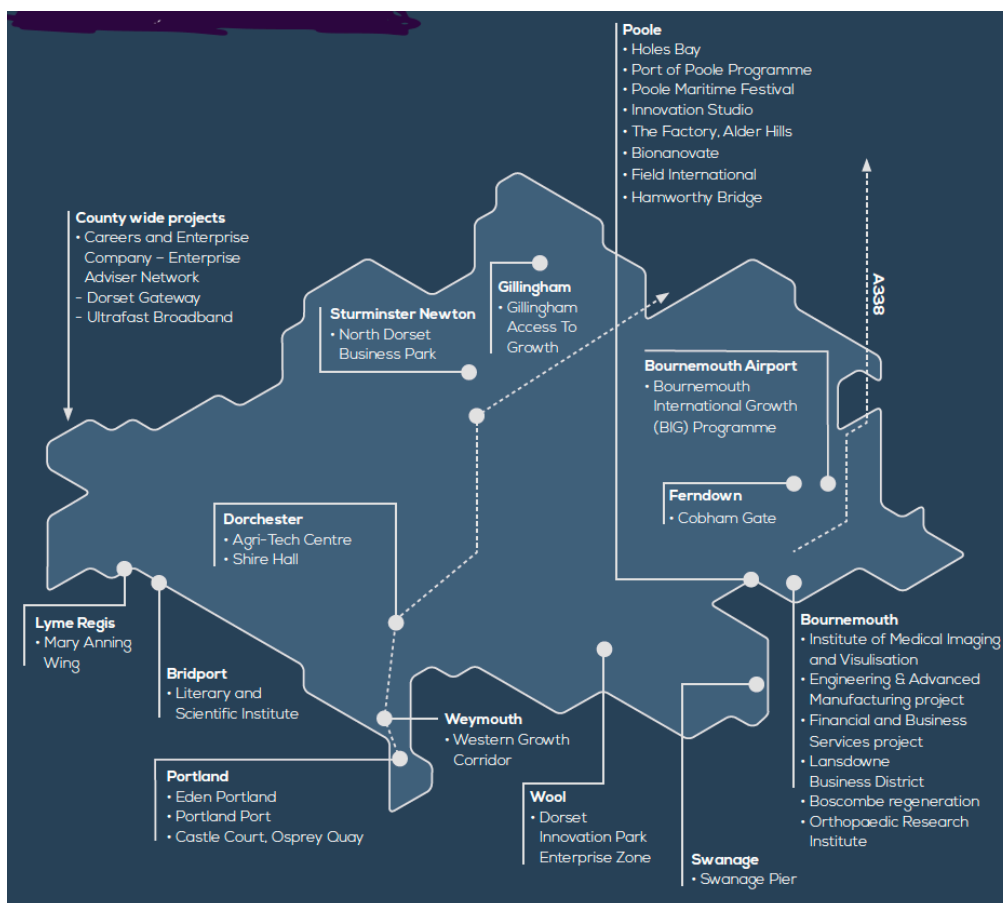 Poole
• Holes Bay
• Port of Poole Programme
• Poole Maritime Festival
• Innovation Studio
• The Factory, Alder Hills
• Bionanovate
• Field International
• Hamworthy Bridge
County wide projects
• Careers and Enterprise
Company – Enterprise
Adviser Network
- Dorset Gateway
- Ultrafast Broadband
A338
Gillingham
• Gillingham
Access To
Growth
Sturminster Newton
• North Dorset
Business Park
Bournemouth Airport
• Bournemouth
International Growth
(BIG) Programme
Ferndown
• Cobham Gate
Dorchester
• Agri-Tech Centre
• Shire Hall
Lyme Regis
• Mary Anning
Wing
Bridport
• Literary and
Scientific Institute
Weymouth
• Western Growth
Corridor
Portland
• Eden Portland
• Portland Port
• Castle Court, Osprey Quay
Wool
• Dorset
Innovation Park
Enterprise Zone
Swanage
• Swanage Pier
Bournemouth
• Institute of Medical Imaging
and Visulisation
• Engineering & Advanced
Manufacturing project
• Financial and Business
Services project
• Lansdowne
Business District
• Boscombe regeneration
• Orthopaedic Research
Institute